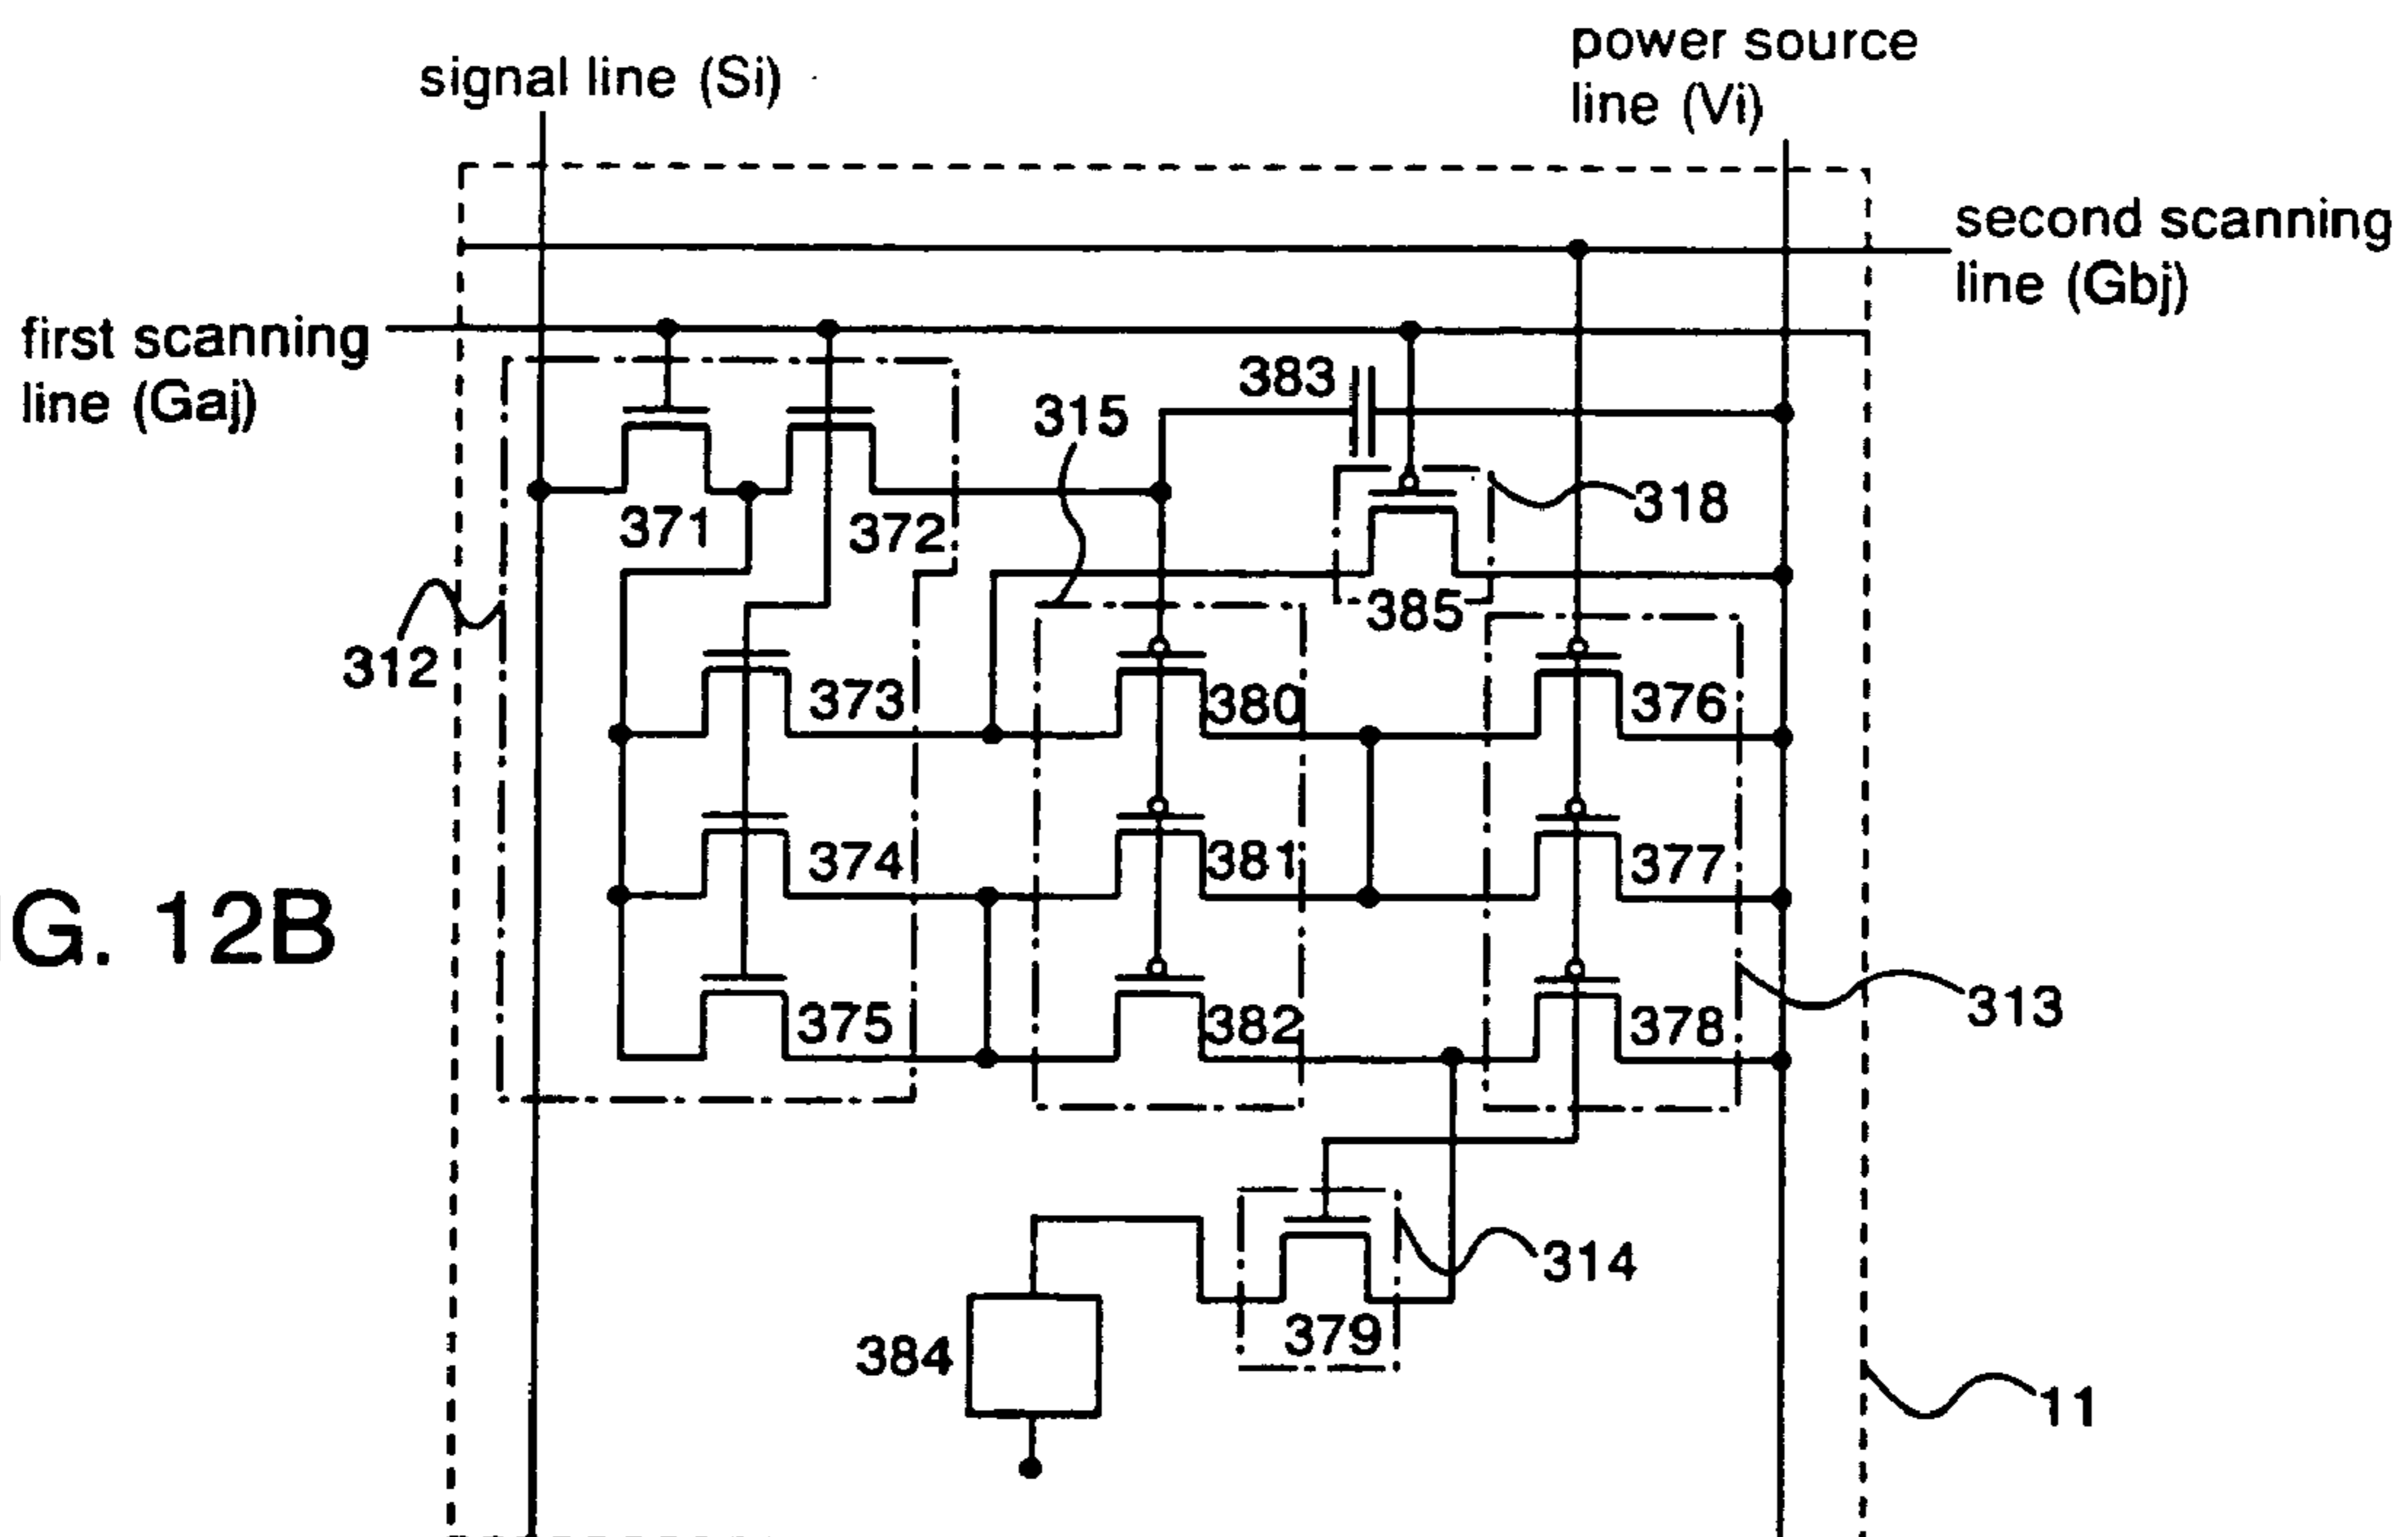 signal line (Si)
power source
line (Vi)
second scanning
line (Gbj)
first scanning
line (Gaj)
383
315
318
371
372
385
312
373
380
376
374
381
377
G. 12B
375
382
378
313
314
379
384
11